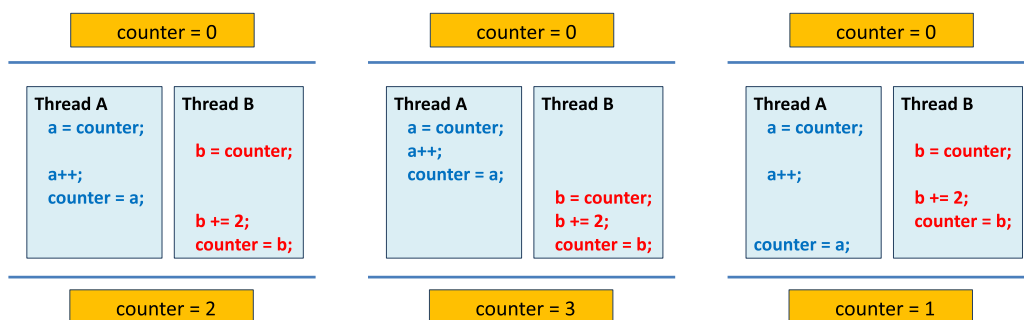 counter = 0
Thread A
a = counter;
a++;
counter = a;
Thread B
b = counter;
b += 2;
counter = b;
counter = 2
counter = 0
Thread A
a = counter;
a++;
counter = a;
Thread B
b = counter;
b += 2;
counter = b;
counter = 3
counter = 0
Thread A
a = counter;
a++;
counter = a;
Thread B
b = counter;
b += 2;
counter = b;
counter = 1